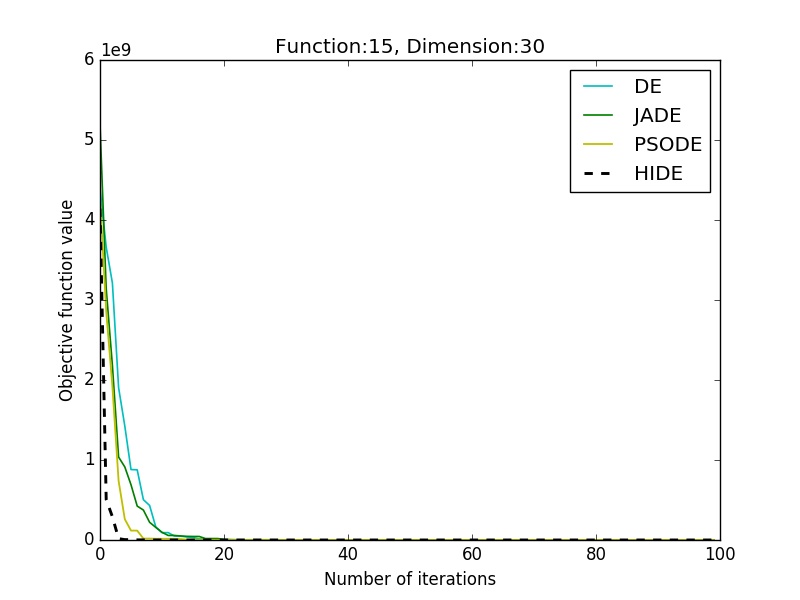 Function:15, Dimension:30
1e9
6
5
4
3
2
1
0
Objective function value
0 20 40 60 80 100
Number of iterations
DE
JADE
PSODE
HIDE